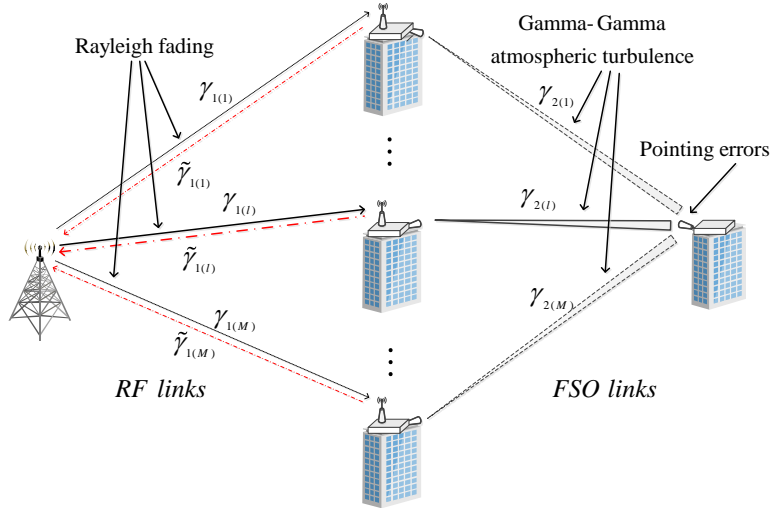 Rayleigh fading
Gamma-Gamma
atmospheric turbulence
Pointing errors
γ1(1)
γ̃1(1)
γ2(1)
γ1(l)
γ̃1(l)
γ2(l)
γ1(M)
γ̃1(M)
γ2(M)
RF links
FSO links